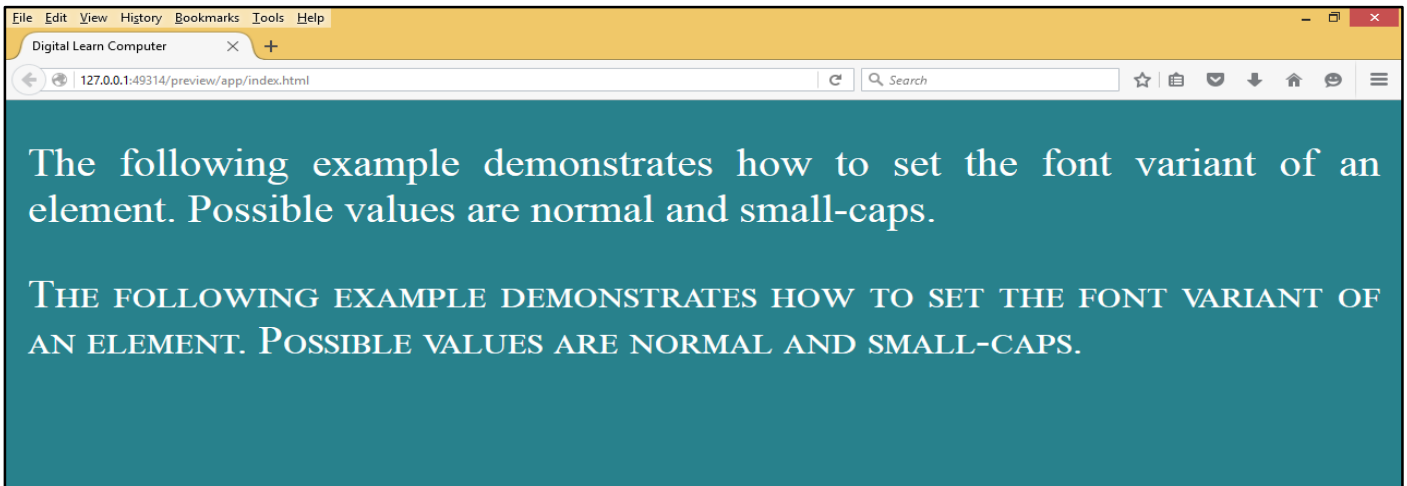 File Edit View History Bookmarks Tools Help
Digital Learn Computer
127.0.0.1:49314/preview/app/index.html Search
The following example demonstrates how to set the font variant of an
element. Possible values are normal and small-caps.
The following example demonstrates how to set the font variant of
an element. Possible values are normal and small-caps.